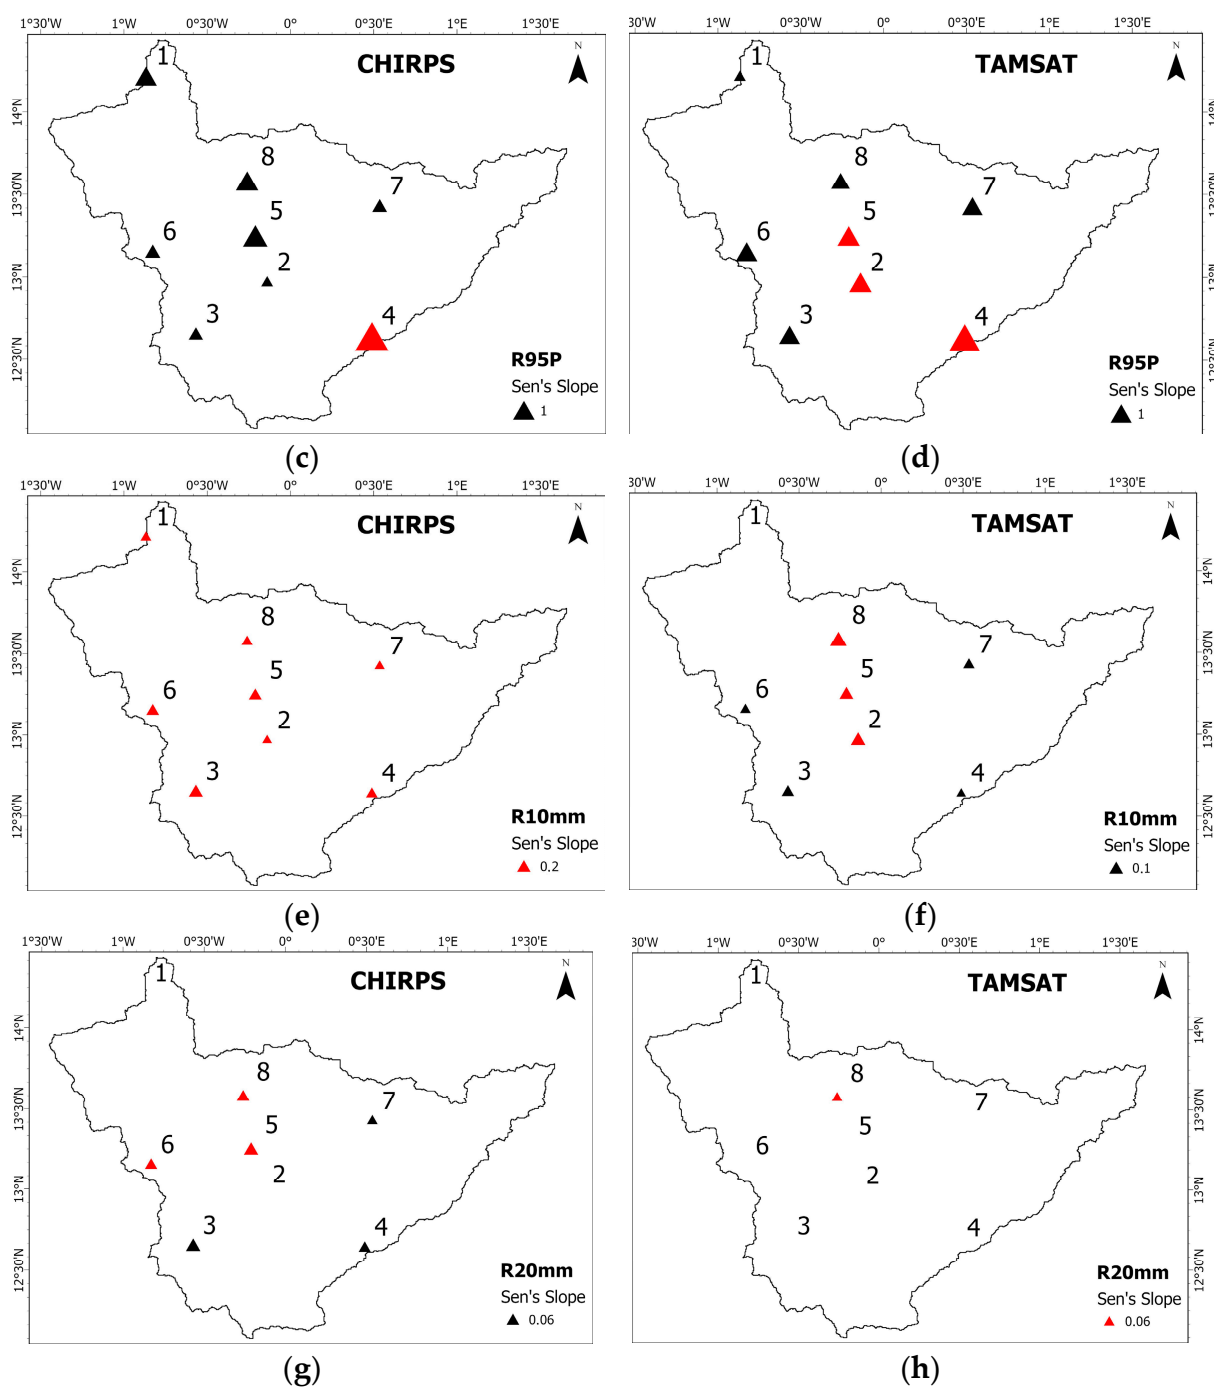 1°30'W 1°W 0°30'W 0° 0°30'E 1°E 1°30'E
30'W 1°W 0°30'W 0° 0°30'E 1°E 1°30'E
CHIRPS
N
14°N
13°30'N
13°N
12°30'N
1
8
7
5
6
2
3
4
R95P
Sen's Slope
1
(c)
TAMSAT
N
14°N
13°30'N
13°N
12°30'N
1
8
7
5
6
2
3
4
R95P
Sen's Slope
1
(d)
1°30'W 1°W 0°30'W 0° 0°30'E 1°E 1°30'E
30'W 1°W 0°30'W 0° 0°30'E 1°E 1°30'E
CHIRPS
N
14°N
13°30'N
13°N
12°30'N
1
8
7
5
6
2
3
4
R10mm
Sen's Slope
0.2
(e)
TAMSAT
N
14°N
13°30'N
13°N
12°30'N
1
8
7
5
6
2
3
4
R10mm
Sen's Slope
0.1
(f)
1°30'W 1°W 0°30'W 0° 0°30'E 1°E 1°30'E
30'W 1°W 0°30'W 0° 0°30'E 1°E 1°30'E
CHIRPS
N
14°N
13°30'N
13°N
12°30'N
1
8
7
5
6
2
3
4
R20mm
Sen's Slope
0.06
(g)
TAMSAT
N
14°N
13°30'N
13°N
12°30'N
1
8
7
5
6
2
3
4
R20mm
Sen's Slope
0.06
(h)